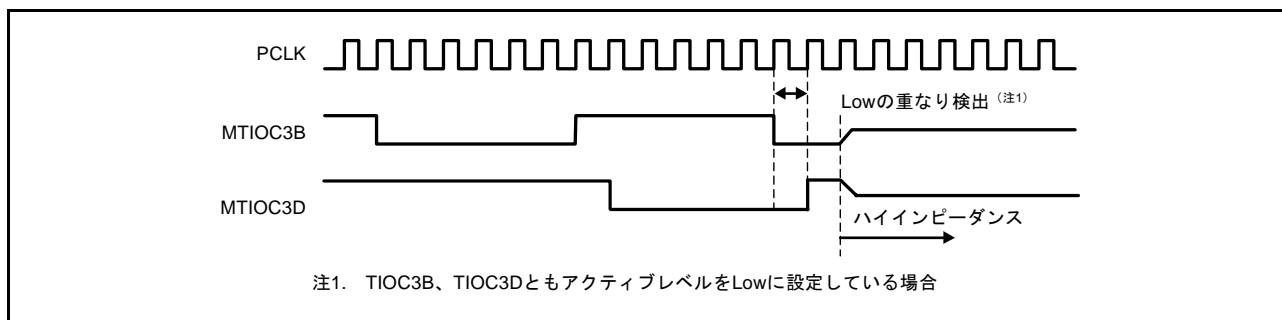 PCLK
Lowの重なり検出（注1）
MTIOC3B
MTIOC3D
ハイインピーダンス
注1. TIOC3B、TIOC3DともアクティブレベルをLowに設定している場合